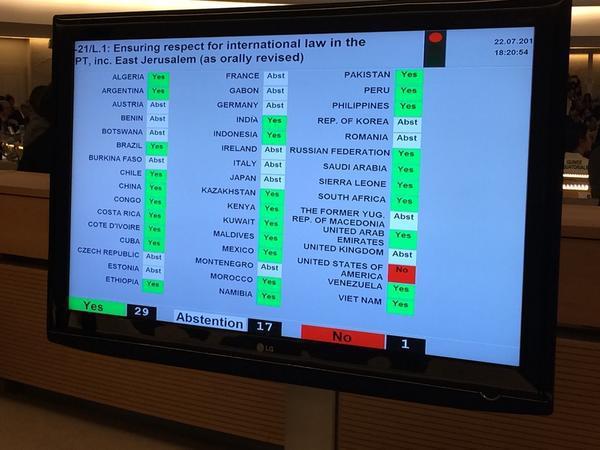 -21/L.1: Ensuring respect for international law in the
PT, inc. East Jerusalem (as orally revised)
22.07.201
18:20:54
ALGERIA Yes
ARGENTINA Yes
AUSTRIA Abst
BENIN Abst
BOTSWANA Abst
BRAZIL Yes
BURKINA FASO Abst
CHILE Yes
CHINA Yes
CONGO Yes
COSTA RICA Yes
COTE D'IVOIRE Yes
CUBA Yes
CZECH REPUBLIC Abst
ESTONIA Abst
ETHIOPIA Yes
FRANCE Abst
GABON Abst
GERMANY Abst
INDIA Yes
INDONESIA Yes
IRELAND Abst
ITALY Abst
JAPAN Abst
KAZAKHSTAN Yes
KENYA Yes
KUWAIT Yes
MALDIVES Yes
MEXICO Yes
MONTENEGRO Abst
MOROCCO Yes
NAMIBIA Yes
PAKISTAN Yes
PERU Yes
PHILIPPINES Yes
REP. OF KOREA Abst
ROMANIA Abst
RUSSIAN FEDERATION Yes
SAUDI ARABIA Yes
SIERRA LEONE Yes
SOUTH AFRICA Yes
THE FORMER YUG.
REP. OF MACEDONIA Abst
UNITED ARAB
EMIRATES Yes
UNITED KINGDOM Abst
UNITED STATES OF
AMERICA No
VENEZUELA Yes
VIET NAM Yes
Yes 29 Abstention 17 No 1
LG